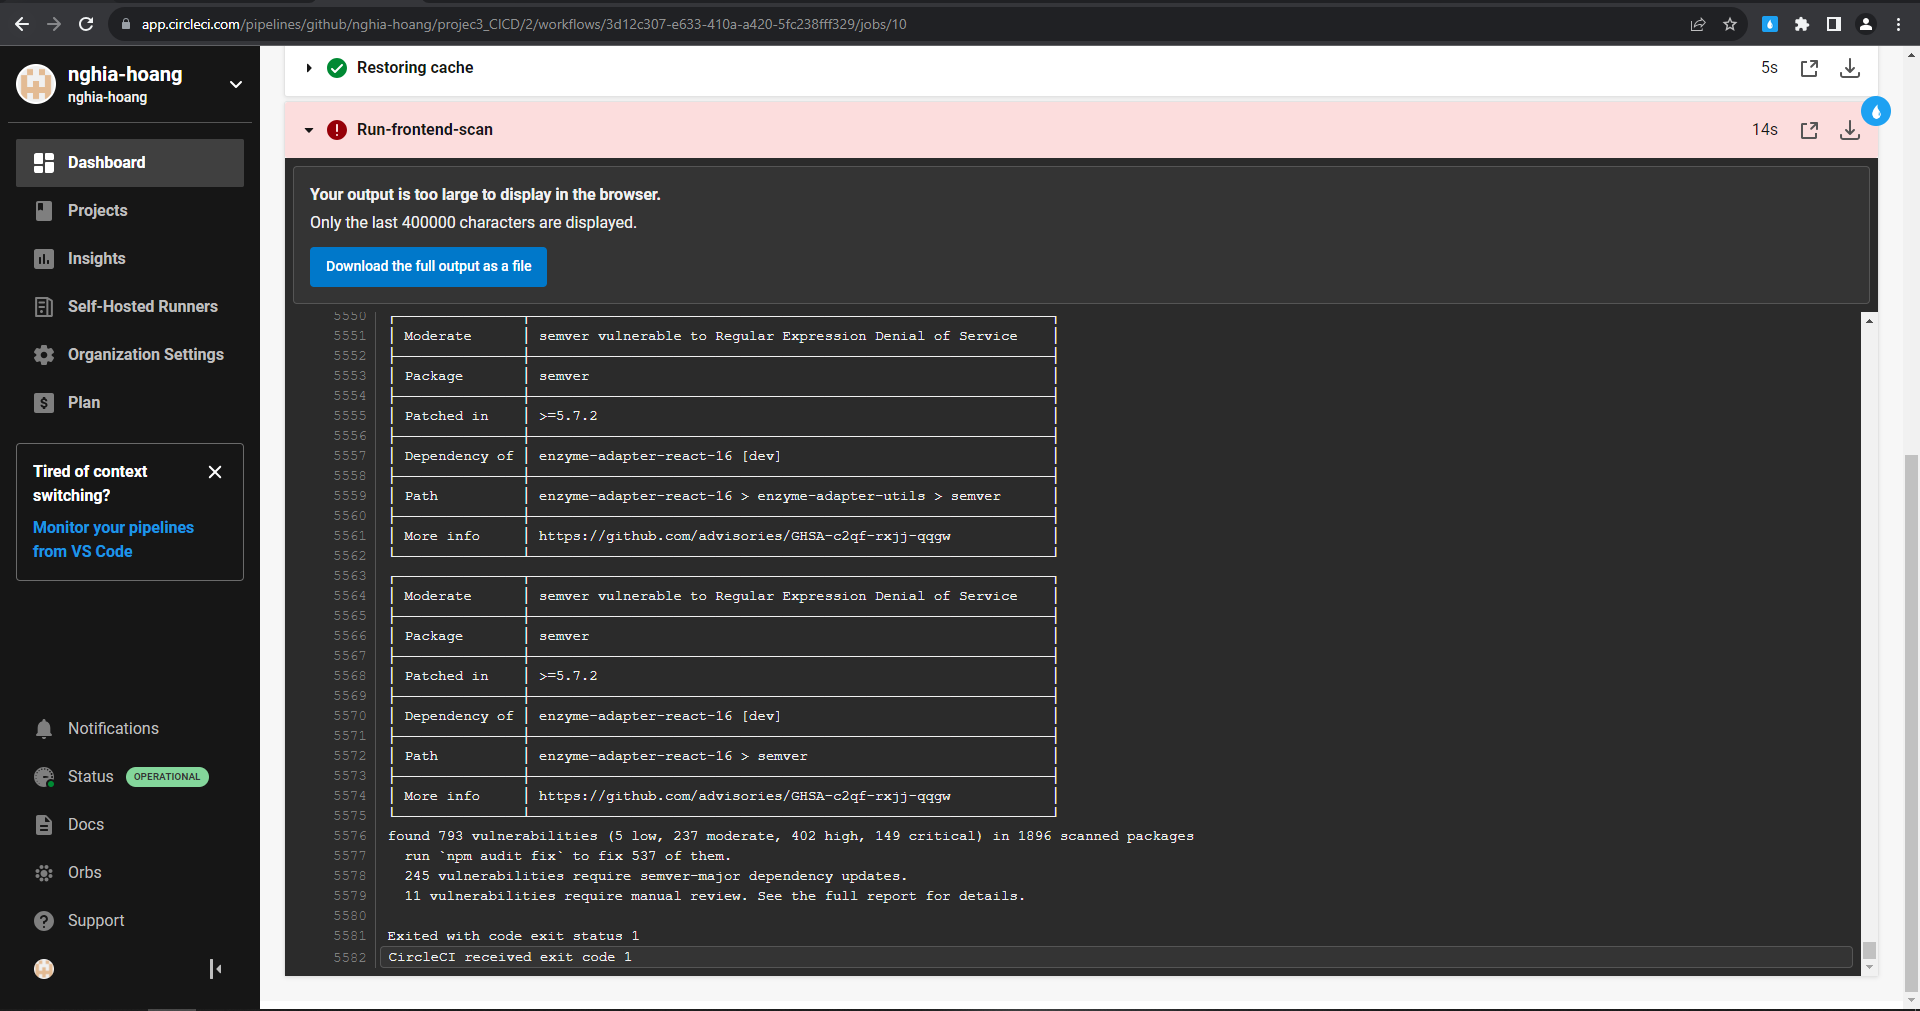 app.circleci.com/pipelines/github/nghia-hoang/projec3_CICD/2/workflows/3d12c307-e633-410a-a420-5fc238fff329/jobs/10
nghia-hoang
nghia-hoang
Dashboard
Projects
Insights
Self-Hosted Runners
Organization Settings
Plan
Tired of context
switching?
Monitor your pipelines
from VS Code
Notifications
Status OPERATIONAL
Docs
Orbs
Support
Restoring cache 5s
Run-frontend-scan 14s
Your output is too large to display in the browser.
Only the last 400000 characters are displayed.
Download the full output as a file
5550
5551 Moderate semver vulnerable to Regular Expression Denial of Service
5552
5553 Package semver
5554
5555 Patched in >=5.7.2
5556
5557 Dependency of enzyme-adapter-react-16 [dev]
5558
5559 Path enzyme-adapter-react-16 > enzyme-adapter-utils > semver
5560
5561 More info https://github.com/advisories/GHSA-c2qf-rxjj-qqgw
5562
5563
5564 Moderate semver vulnerable to Regular Expression Denial of Service
5565
5566 Package semver
5567
5568 Patched in >=5.7.2
5569
5570 Dependency of enzyme-adapter-react-16 [dev]
5571
5572 Path enzyme-adapter-react-16 > semver
5573
5574 More info https://github.com/advisories/GHSA-c2qf-rxjj-qqgw
5575
5576 found 793 vulnerabilities (5 low, 237 moderate, 402 high, 149 critical) in 1896 scanned packages
5577 run `npm audit fix` to fix 537 of them.
5578 245 vulnerabilities require semver-major dependency updates.
5579 11 vulnerabilities require manual review. See the full report for details.
5580
5581 Exited with code exit status 1
5582 CircleCI received exit code 1